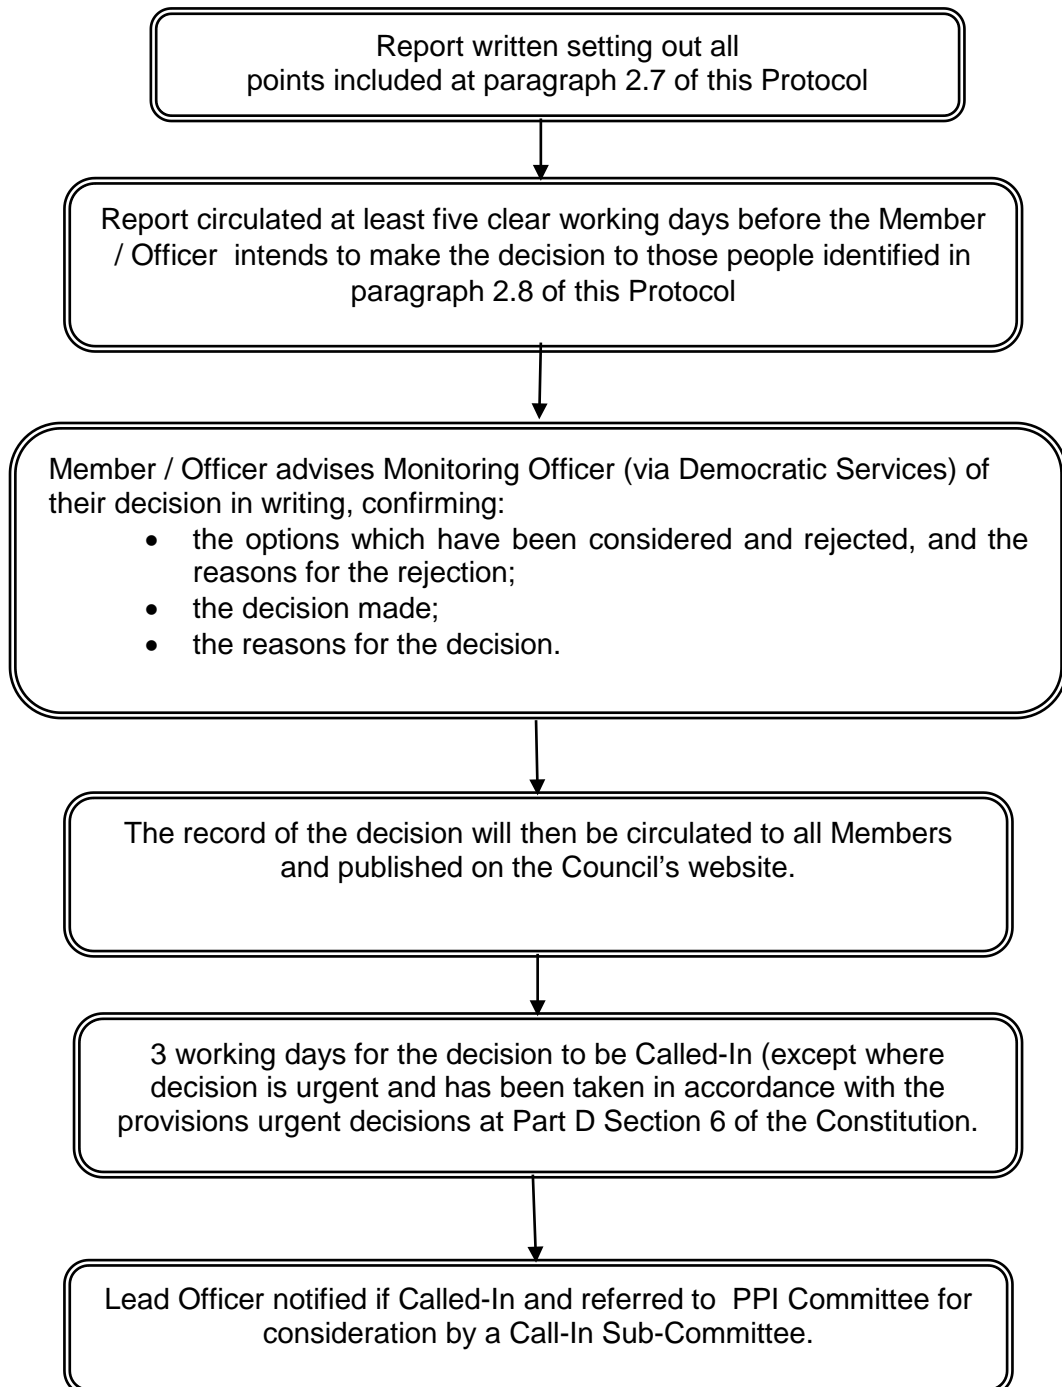 Report written setting out all
points included at paragraph 2.7 of this Protocol
Report circulated at least five clear working days before the Member
/ Officer  intends to make the decision to those people identified in
paragraph 2.8 of this Protocol
Member / Officer advises Monitoring Officer (via Democratic Services) of
their decision in writing, confirming:
• the options which have been considered and rejected, and the
reasons for the rejection;
• the decision made;
• the reasons for the decision.
The record of the decision will then be circulated to all Members
and published on the Council’s website.
3 working days for the decision to be Called-In (except where
decision is urgent and has been taken in accordance with the
provisions urgent decisions at Part D Section 6 of the Constitution.
Lead Officer notified if Called-In and referred to  PPI Committee for
consideration by a Call-In Sub-Committee.